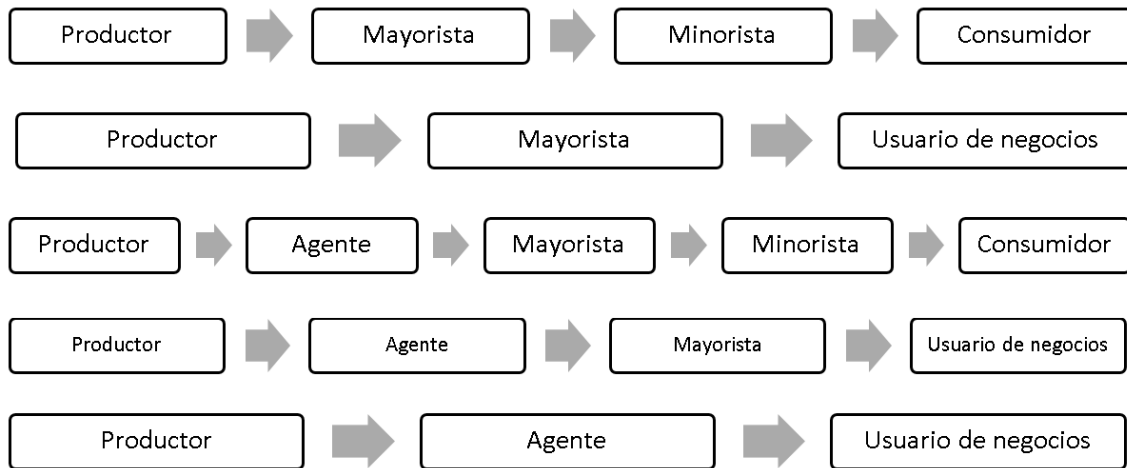 Productor Mayorista Minorista Consumidor
Productor Mayorista Usuario de negocios
Productor Agente Mayorista Minorista Consumidor
Productor Agente Mayorista Usuario de negocios
Productor Agente Usuario de negocios